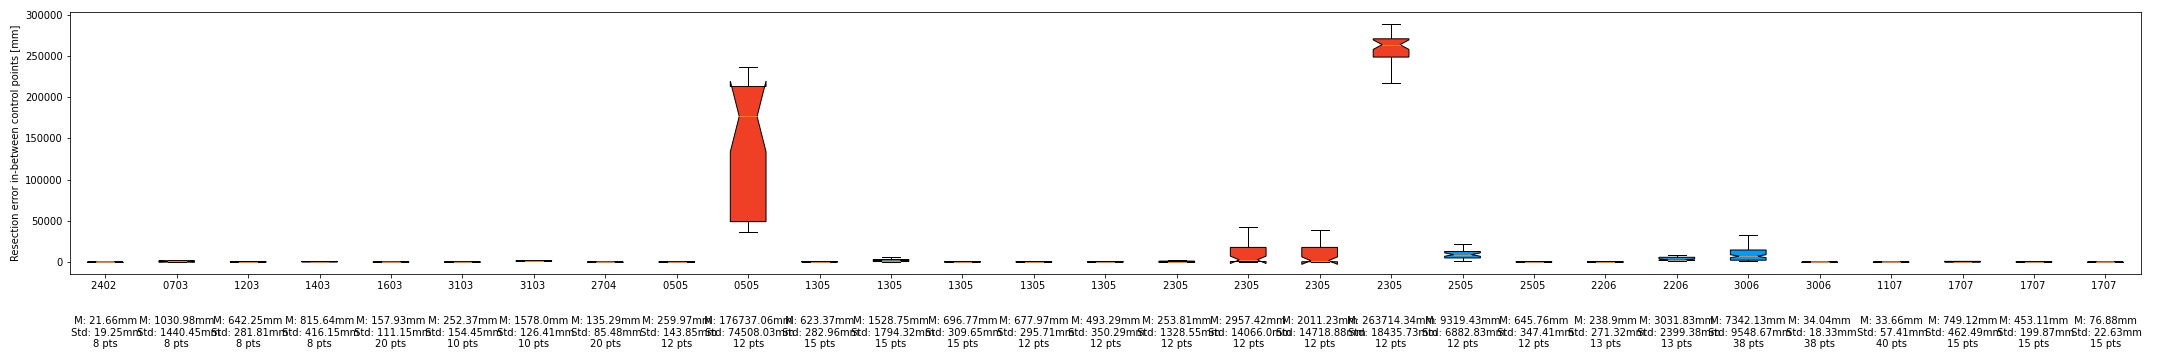 Resection error in-between control points [mm]
300000
250000
200000
150000
100000
50000
0
2402 0703 1203 1403 1603 3103 3103 2704 0505 0505 1305 1305 1305 1305 1305 2305 2305 2305 2305 2505 2505 2206 2206 3006 3006 1107 1707 1707 1707
M: 21.66mm M: 1030.98mm M: 642.25mm M: 815.64mm M: 157.93mm M: 252.37mm M: 1578.0mm M: 135.29mm M: 259.97mm M: 176737.06mm M: 623.37mm M: 1528.75mm M: 696.77mm M: 677.97mm M: 493.29mm M: 253.81mm M: 2957.42mm M: 2011.23mm M: 263714.34mm M: 9319.43mm M: 645.76mm M: 238.9mm M: 3031.83mm M: 7342.13mm M: 34.04mm M: 33.66mm M: 749.12mm M: 453.11mm M: 76.88mm
Std: 19.25mm Std: 1440.45mm Std: 281.81mm Std: 416.15mm Std: 111.15mm Std: 154.45mm Std: 126.41mm Std: 85.48mm Std: 143.85mm Std: 74508.03mm Std: 282.96mm Std: 1794.32mm Std: 309.65mm Std: 295.71mm Std: 350.29mm Std: 1328.55mm Std: 14066.0mm Std: 14718.88mm Std: 18435.73mm Std: 6882.83mm Std: 347.41mm Std: 271.32mm Std: 2399.38mm Std: 9548.67mm Std: 18.33mm Std: 57.41mm Std: 462.49mm Std: 199.87mm Std: 22.63mm
8 pts 8 pts 8 pts 8 pts 20 pts 10 pts 10 pts 20 pts 12 pts 12 pts 15 pts 15 pts 15 pts 12 pts 12 pts 12 pts 12 pts 12 pts 12 pts 12 pts 12 pts 13 pts 13 pts 38 pts 38 pts 40 pts 15 pts 15 pts 15 pts